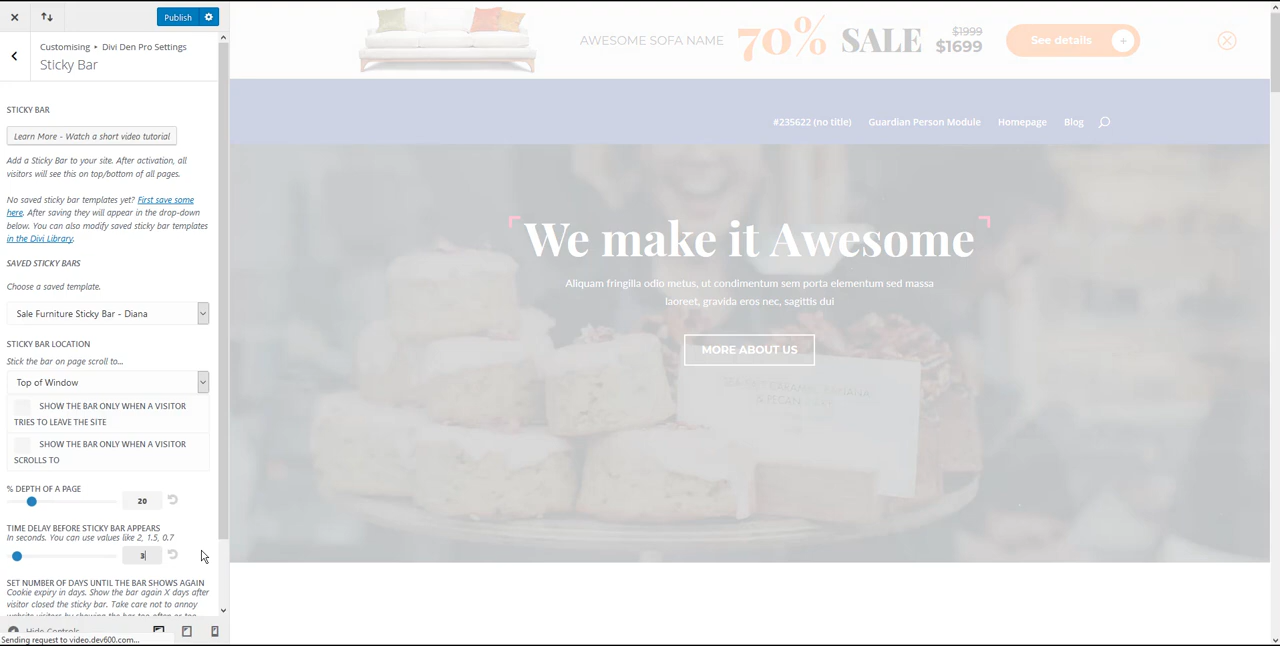 Publish
Customising ▸ Divi Den Pro Settings
Sticky Bar
STICKY BAR
Learn More - Watch a short video tutorial
Add a Sticky Bar to your site. After activation, all
visitors will see this on top/bottom of all pages.
No saved sticky bar templates yet? First save some
here. After saving they will appear in the drop-down
below. You can also modify saved sticky bar templates
in the Divi Library.
SAVED STICKY BARS
Choose a saved template.
Sale Furniture Sticky Bar - Diana
STICKY BAR LOCATION
Stick the bar on page scroll to...
Top of Window
SHOW THE BAR ONLY WHEN A VISITOR
TRIES TO LEAVE THE SITE
SHOW THE BAR ONLY WHEN A VISITOR
SCROLLS TO
% DEPTH OF A PAGE
20
TIME DELAY BEFORE STICKY BAR APPEARS
In seconds. You can use values like 2, 1.5, 0.7
3
SET NUMBER OF DAYS UNTIL THE BAR SHOWS AGAIN
Cookie expiry in days. Show the bar again X days after
visitor closed the sticky bar. Take care not to annoy
Hide Controls
Sending request to video.dev600.com...
AWESOME SOFA NAME 70% SALE $1999 $1699 See details +
#235622 (no title) Guardian Person Module Homepage Blog
We make it Awesome
Aliquam fringilla odio metus, ut condimentum sem porta elementum sed massa
laoreet, gravida eros nec, sagittis dui
MORE ABOUT US